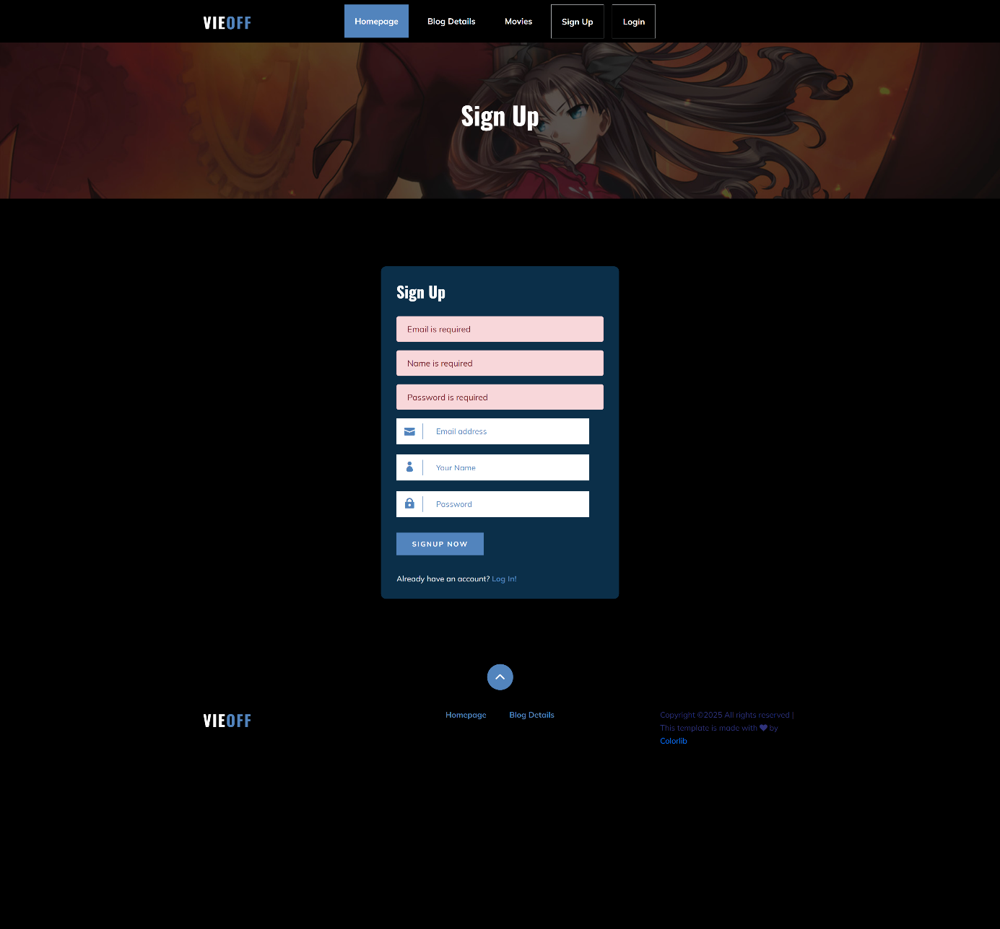 VIEOFF
Homepage
Blog Details
Movies
Sign Up
Login
Sign Up
Sign Up
Email is required
Name is required
Password is required
Email address
Your Name
Password
SIGNUP NOW
Already have an account? Log In!
VIEOFF
Homepage
Blog Details
Copyright ©2025 All rights reserved |
This template is made with ♥ by
Colorlib